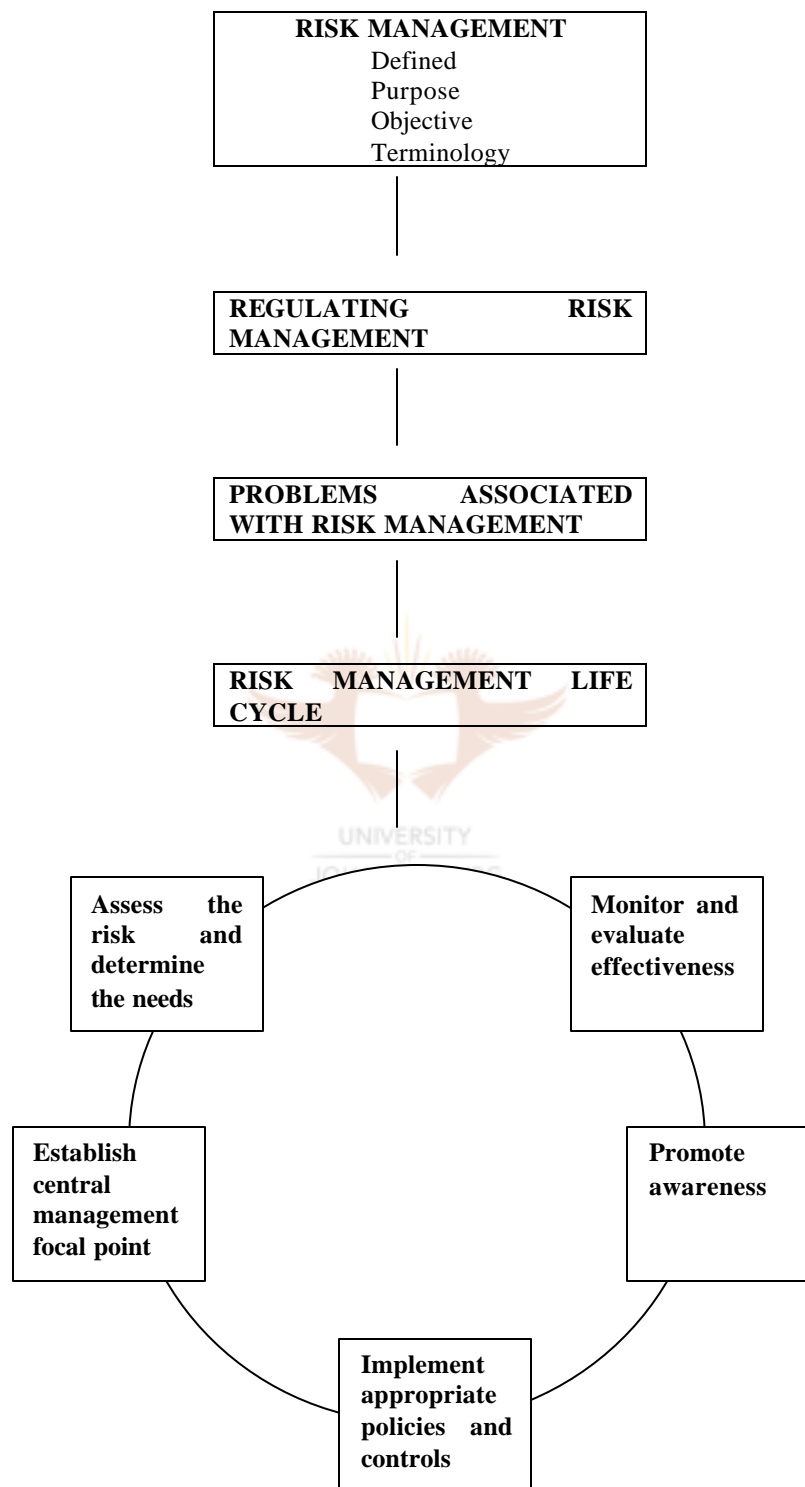 RISK MANAGEMENT
Defined
Purpose
Objective
Terminology
REGULATING RISK
MANAGEMENT
PROBLEMS ASSOCIATED
WITH RISK MANAGEMENT
RISK MANAGEMENT LIFE
CYCLE
UNIVERSITY
OF
Assess the
risk and
determine
the needs
Monitor and
evaluate
effectiveness
Establish
central
management
focal point
Promote
awareness
Implement
appropriate
policies and
controls